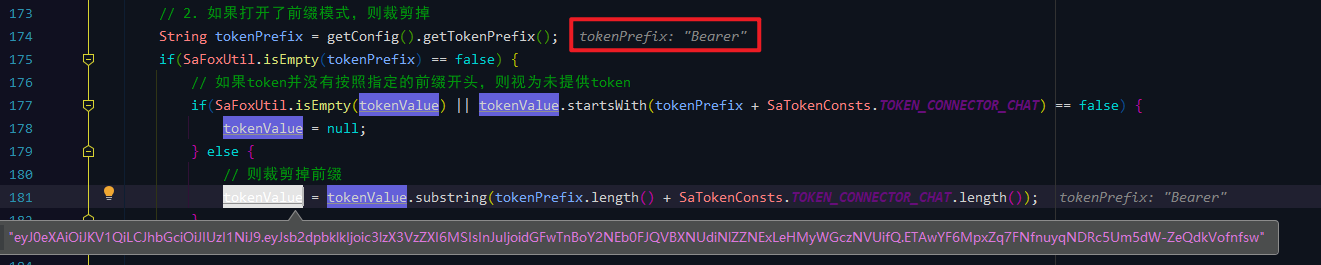 173 // 2. 如果打开了前缀模式，则裁剪掉
174 String tokenPrefix = getConfig().getTokenPrefix(); tokenPrefix: "Bearer"
175 if(SaFoxUtil.isEmpty(tokenPrefix) == false) {
176 // 如果token并没有按照指定的前缀开头，则视为未提供token
177 if(SaFoxUtil.isEmpty(tokenValue) || tokenValue.startsWith(tokenPrefix + SaTokenConsts.TOKEN_CONNECTOR_CHAT) == false) {
178 tokenValue = null;
179 } else {
180 // 则裁剪掉前缀
181 tokenValue = tokenValue.substring(tokenPrefix.length() + SaTokenConsts.TOKEN_CONNECTOR_CHAT.length()); tokenPrefix: "Bearer"
"eyJ0eXAiOiJKV1QiLCJhbGciOiJIUzI1NiJ9.eyJsb2dpbklkIjoic3lzX3VzZXI6MSIsInJuIjoidGFwTnBoY2NEb0FJQVBXNUdiNlZZNExLeHMyWGczNVUifQ.ETAwYF6MpxZq7FNfnuyqNDRc5Um5dW-ZeQdkVofnfsw"